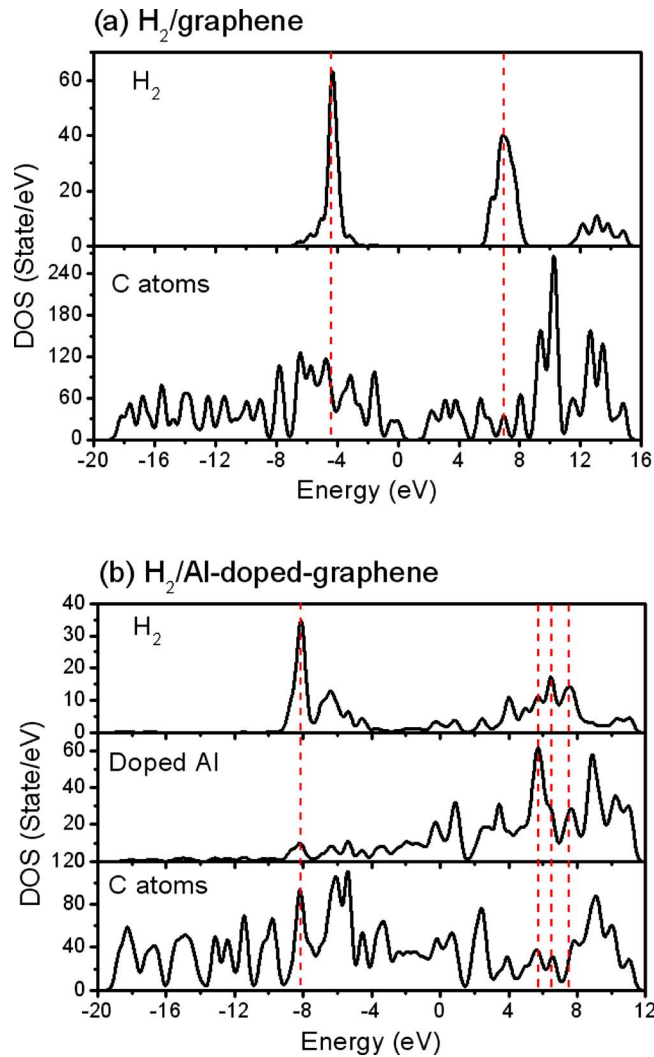 (a) H₂/graphene
H₂
60
40
20
0
C atoms
240
180
120
60
0
DOS (State/eV)
-20 -16 -12 -8 -4 0 4 8 12 16
Energy (eV)
(b) H₂/Al-doped-graphene
H₂
40
30
20
10
0
Doped Al
60
40
20
120
C atoms
80
40
0
DOS (State/eV)
-20 -16 -12 -8 -4 0 4 8 12
Energy (eV)